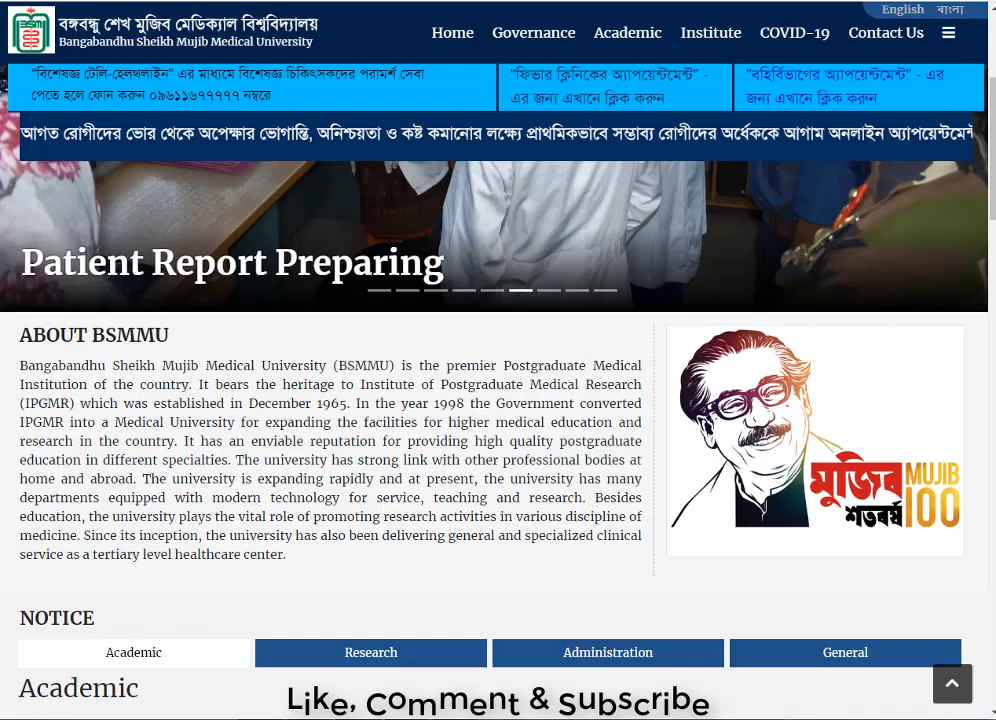 English বাংলা
বঙ্গবন্ধু শেখ মুজিব মেডিক্যাল বিশ্ববিদ্যালয়
Bangabandhu Sheikh Mujib Medical University
Home Governance Academic Institute COVID-19 Contact Us
"বিশেষজ্ঞ টেলি-হেলথলাইন" এর মাধ্যমে বিশেষজ্ঞ চিকিৎসকদের পরামর্শ সেবা
পেতে হলে ফোন করুন ০৯৬১১৬৭৭৭৭৭ নম্বরে
"ফিভার ক্লিনিকের অ্যাপয়েন্টমেন্ট" -
এর জন্য এখানে ক্লিক করুন
"বহির্বিভাগের অ্যাপয়েন্টমেন্ট" - এর
জন্য এখানে ক্লিক করুন
আগত রোগীদের ভোর থেকে অপেক্ষার ভোগান্তি, অনিশ্চয়তা ও কষ্ট কমানোর লক্ষ্যে প্রাথমিকভাবে সম্ভাব্য রোগীদের অর্ধেককে আগাম অনলাইন অ্যাপয়েন্টমেন্ট
Patient Report Preparing
ABOUT BSMMU
Bangabandhu Sheikh Mujib Medical University (BSMMU) is the premier Postgraduate Medical
Institution of the country. It bears the heritage to Institute of Postgraduate Medical Research
(IPGMR) which was established in December 1965. In the year 1998 the Government converted
IPGMR into a Medical University for expanding the facilities for higher medical education and
research in the country. It has an enviable reputation for providing high quality postgraduate
education in different specialties. The university has strong link with other professional bodies at
home and abroad. The university is expanding rapidly and at present, the university has many
departments equipped with modern technology for service, teaching and research. Besides
education, the university plays the vital role of promoting research activities in various discipline of
medicine. Since its inception, the university has also been delivering general and specialized clinical
service as a tertiary level healthcare center.
মুজিব শতবর্ষ
MUJIB 100
NOTICE
Academic Research Administration General
Academic
Like, Comment & Subscribe